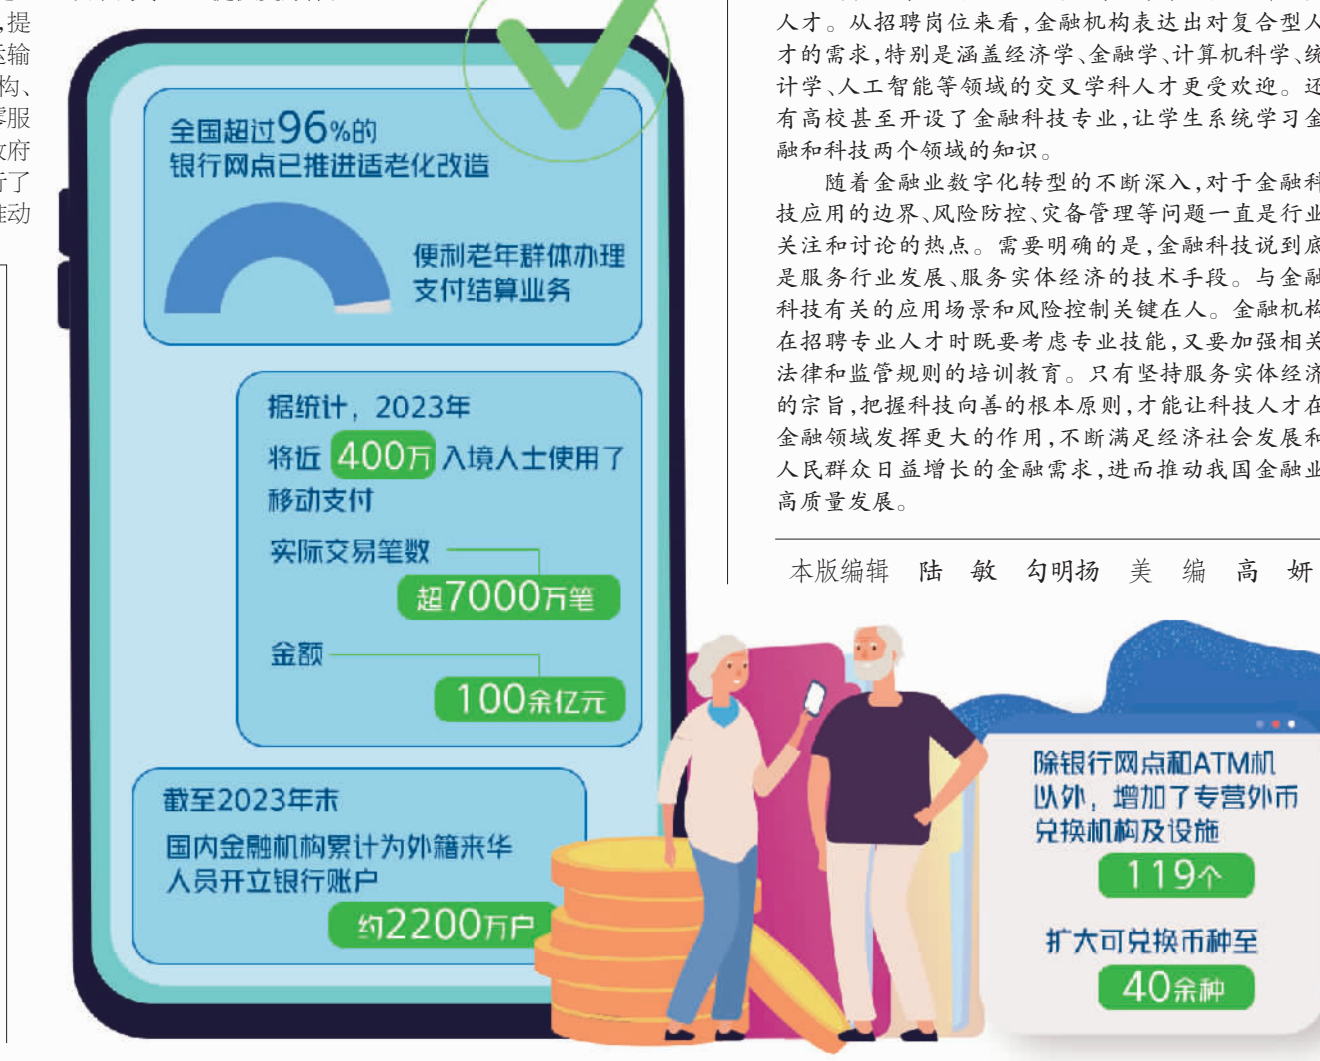 ,提
运输
构、
零服
政府
行了
推动
全国超过96%的
银行网点已推进适老化改造
便利老年群体办理
支付结算业务
据统计，2023年
将近 400万 入境人士使用了
移动支付
实际交易笔数
超7000万笔
金额
100余亿元
截至2023年末
国内金融机构累计为外籍来华
人员开立银行账户
约2200万户
人才。从招聘岗位来看,金融机构表达出对复合型人
才的需求,特别是涵盖经济学、金融学、计算机科学、统
计学、人工智能等领域的交叉学科人才更受欢迎。还
有高校甚至开设了金融科技专业,让学生系统学习金
融和科技两个领域的知识。
随着金融业数字化转型的不断深入,对于金融科
技应用的边界、风险防控、灾备管理等问题一直是行业
关注和讨论的热点。需要明确的是,金融科技说到底
是服务行业发展、服务实体经济的技术手段。与金融
科技有关的应用场景和风险控制关键在人。金融机构
在招聘专业人才时既要考虑专业技能,又要加强相关
法律和监管规则的培训教育。只有坚持服务实体经济
的宗旨,把握科技向善的根本原则,才能让科技人才在
金融领域发挥更大的作用,不断满足经济社会发展和
人民群众日益增长的金融需求,进而推动我国金融业
高质量发展。
本版编辑 陆 敏 勾明扬 美 编 高 妍
除银行网点和ATM机
以外，增加了专营外币
兑换机构及设施
119个
扩大可兑换币种至
40余种